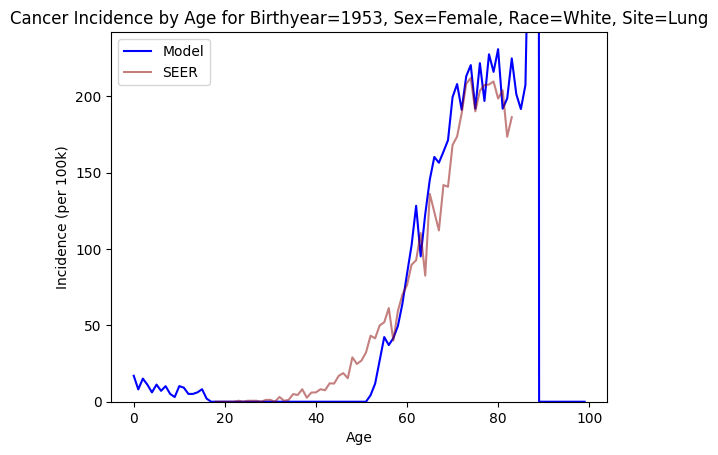 Cancer Incidence by Age for Birthyear=1953, Sex=Female, Race=White, Site=Lung
Model
SEER
Incidence (per 100k)
200
150
100
50
0
0 20 40 60 80 100
Age